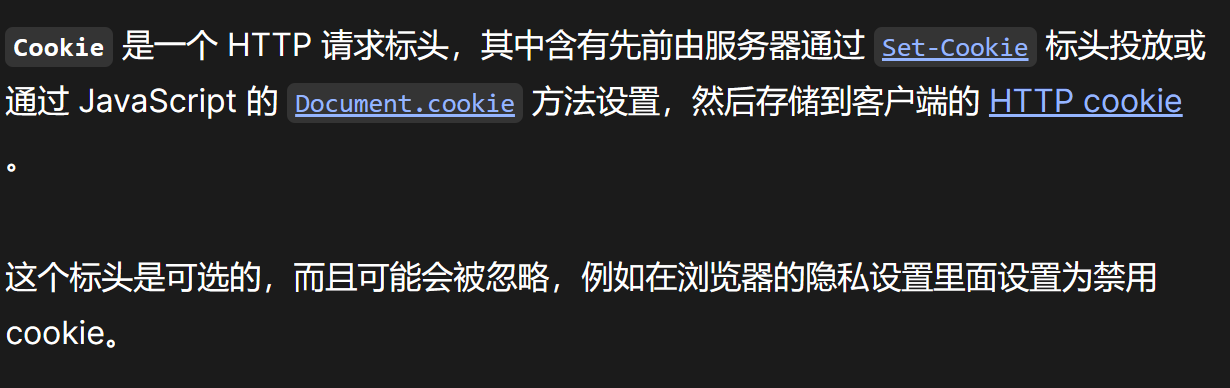 Cookie 是一个 HTTP 请求标头，其中含有先前由服务器通过 Set-Cookie 标头投放或
通过 JavaScript 的 Document.cookie 方法设置，然后存储到客户端的 HTTP cookie
。
这个标头是可选的，而且可能会被忽略，例如在浏览器的隐私设置里面设置为禁用
cookie。